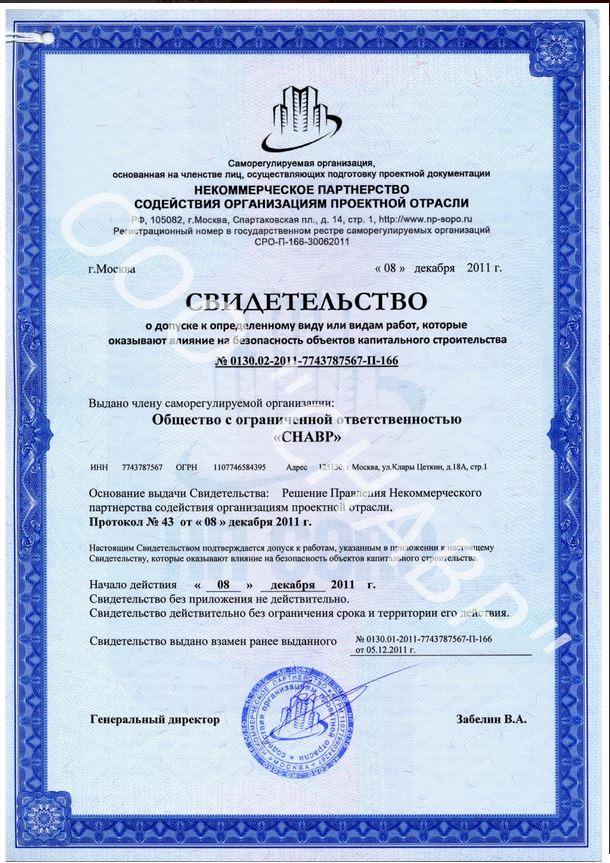 Саморегулируемая организация,
основанная на членстве лиц, осуществляющих подготовку проектной документации
НЕКОММЕРЧЕСКОЕ ПАРТНЕРСТВО
СОДЕЙСТВИЯ ОРГАНИЗАЦИЯМ ПРОЕКТНОЙ ОТРАСЛИ
РФ, 105082, г.Москва, Спартаковская пл., д. 14, стр. 1, http://www.np-sopo.ru
Регистрационный номер в государственном рестре саморегулируемых организаций
СРО-П-166-30062011
г.Москва « 08 » декабря 2011 г.
СВИДЕТЕЛЬСТВО
о допуске к определенному виду или видам работ, которые
оказывают влияние на безопасность объектов капитального строительства
№ 0130.02-2011-7743787567-П-166
Выдано члену саморегулируемой организации:
Общество с ограниченной ответственностью
«СНАВР»
ИНН 7743787567 ОГРН 1107746584395 Адрес 125130, г Москва, ул.Клары Цеткин, д.18А, стр.1
Основание выдачи Свидетельства: Решение Правления Некоммерческого
партнерства содействия организациям проектной отрасли,
Протокол № 43 от « 08 » декабря 2011 г.
Настоящим Свидетельством подтверждается допуск к работам, указанным в приложении к настоящему
Свидетельству, которые оказывают влияние на безопасность объектов капитального строительства.
Начало действия « 08 » декабря 2011 г.
Свидетельство без приложения не действительно.
Свидетельство действительно без ограничения срока и территории его действия.
Свидетельство выдано взамен ранее выданного № 0130.01-2011-7743787567-П-166
от 05.12.2011 г.
Генеральный директор Забелин В.А.
ООО "СНАВР"